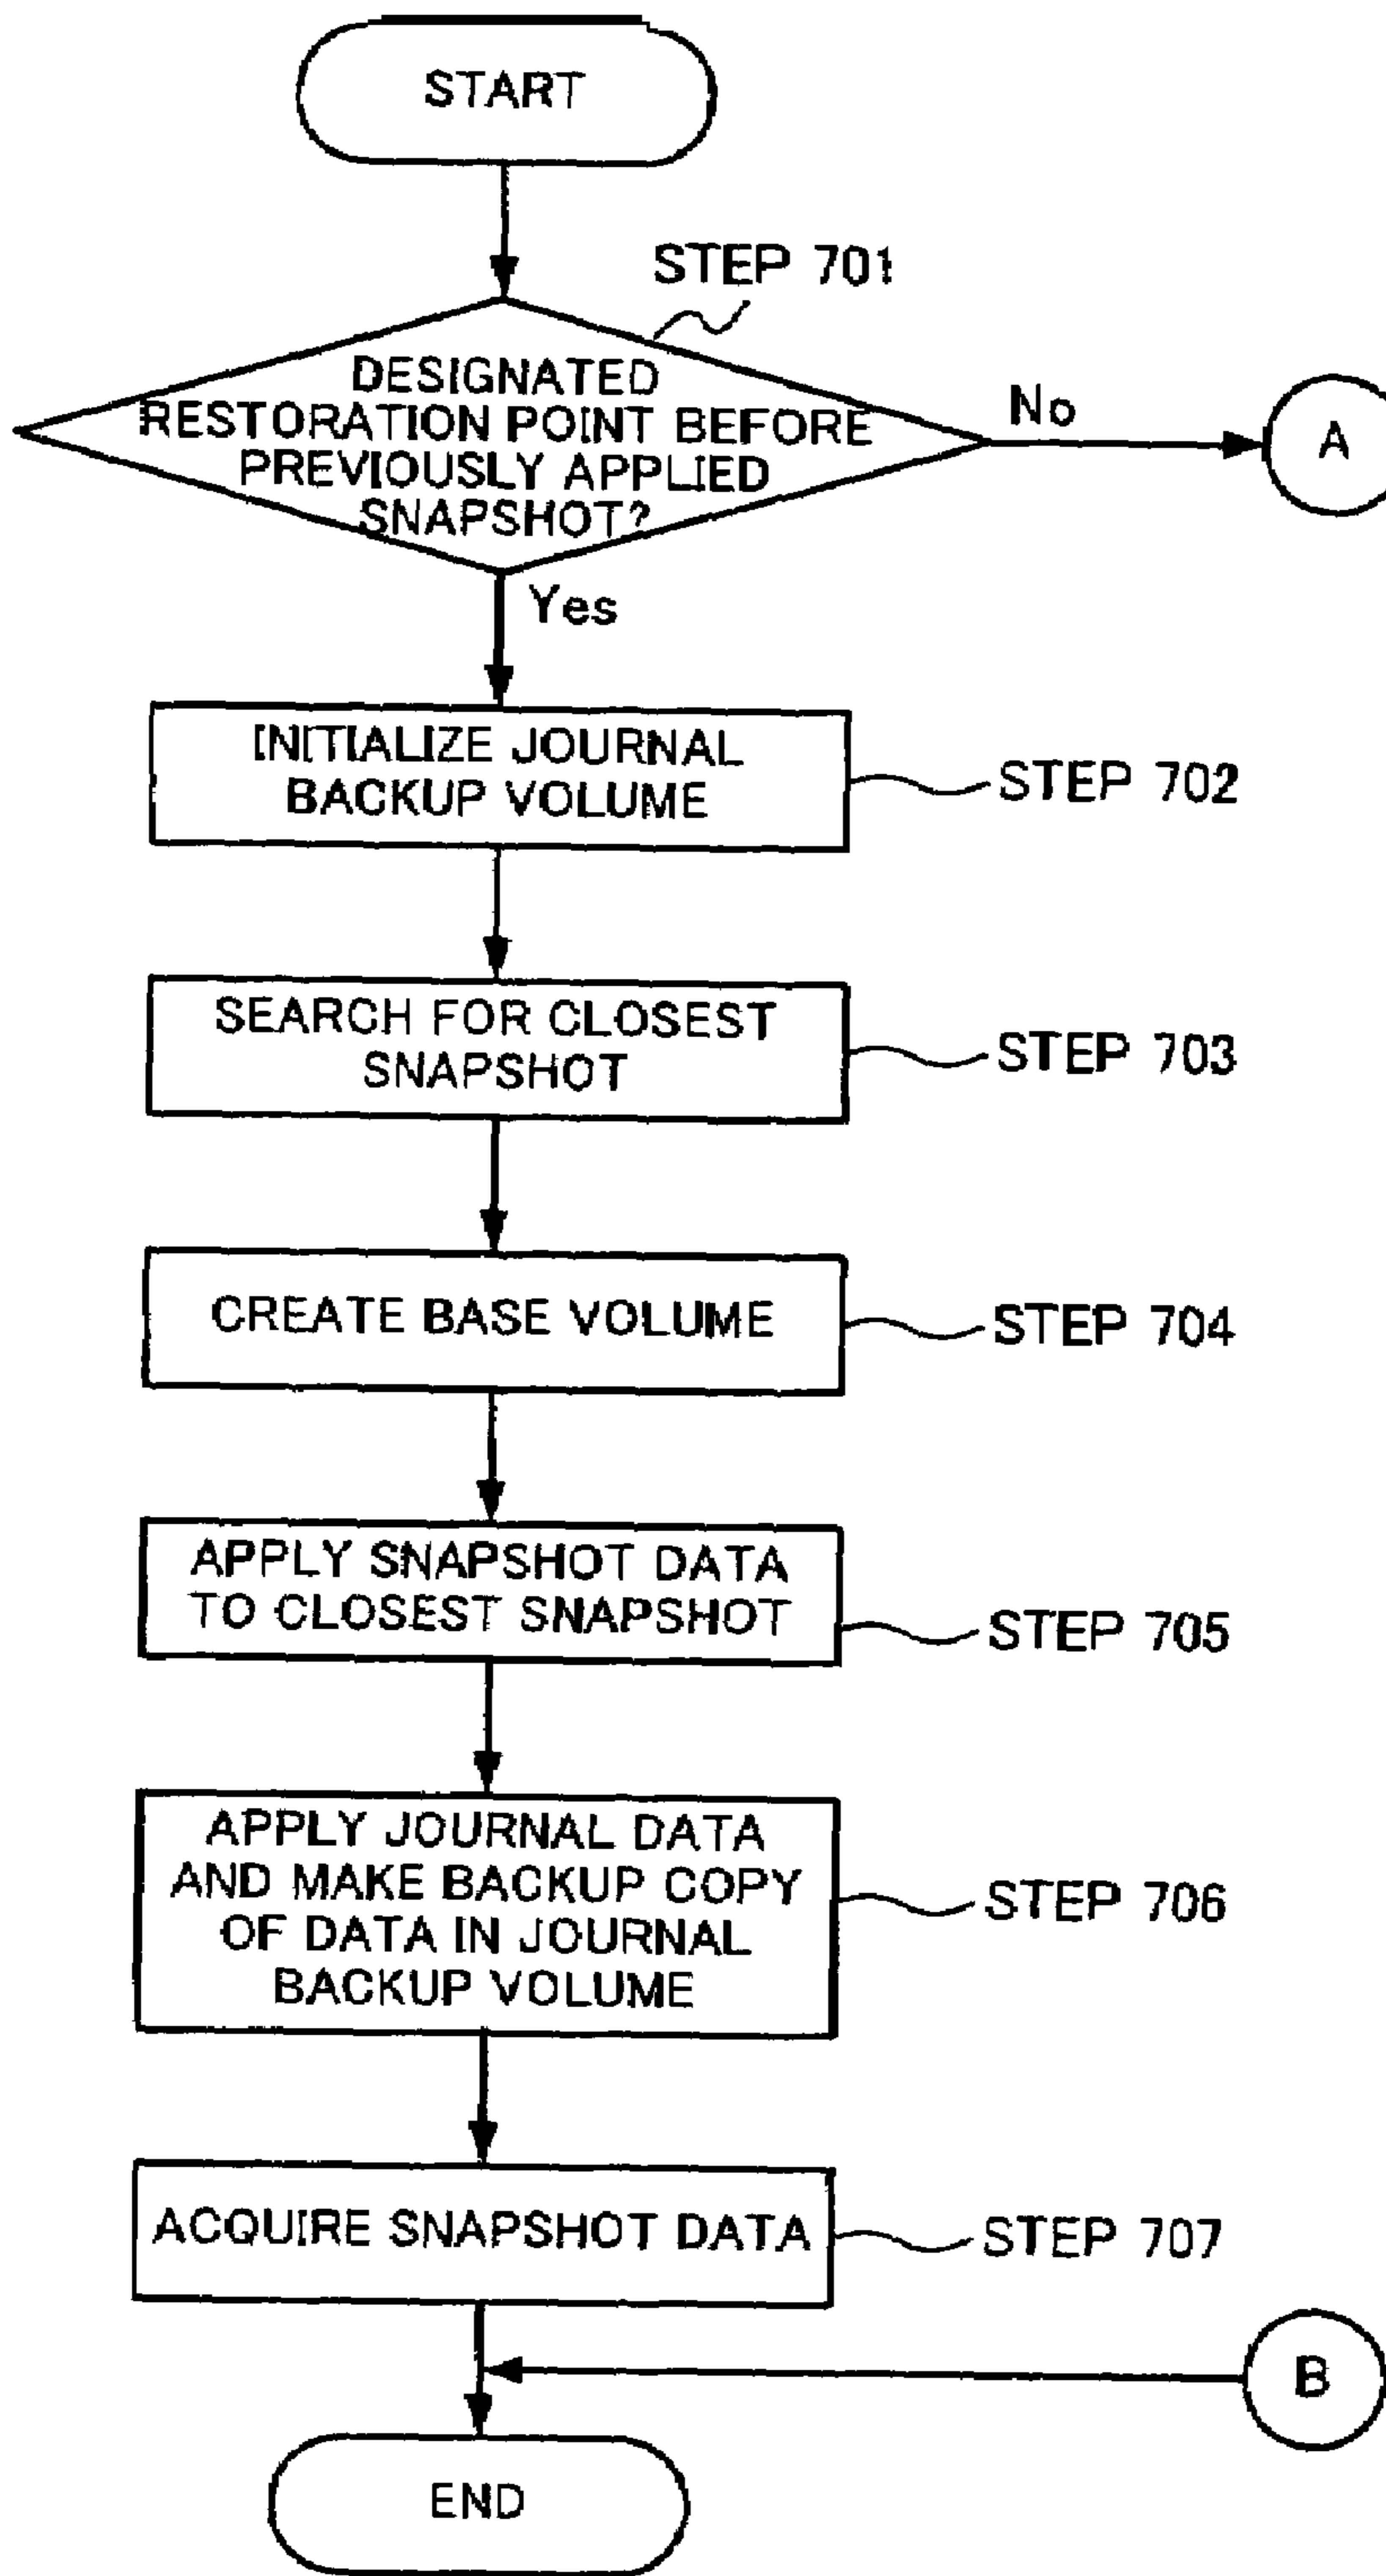 START
STEP 701
DESIGNATED
RESTORATION POINT BEFORE
PREVIOUSLY APPLIED
SNAPSHOT?
No
A
Yes
INITIALIZE JOURNAL
BACKUP VOLUME
STEP 702
SEARCH FOR CLOSEST
SNAPSHOT
STEP 703
CREATE BASE VOLUME
STEP 704
APPLY SNAPSHOT DATA
TO CLOSEST SNAPSHOT
STEP 705
APPLY JOURNAL DATA
AND MAKE BACKUP COPY
OF DATA IN JOURNAL
BACKUP VOLUME
STEP 706
ACQUIRE SNAPSHOT DATA
STEP 707
B
END